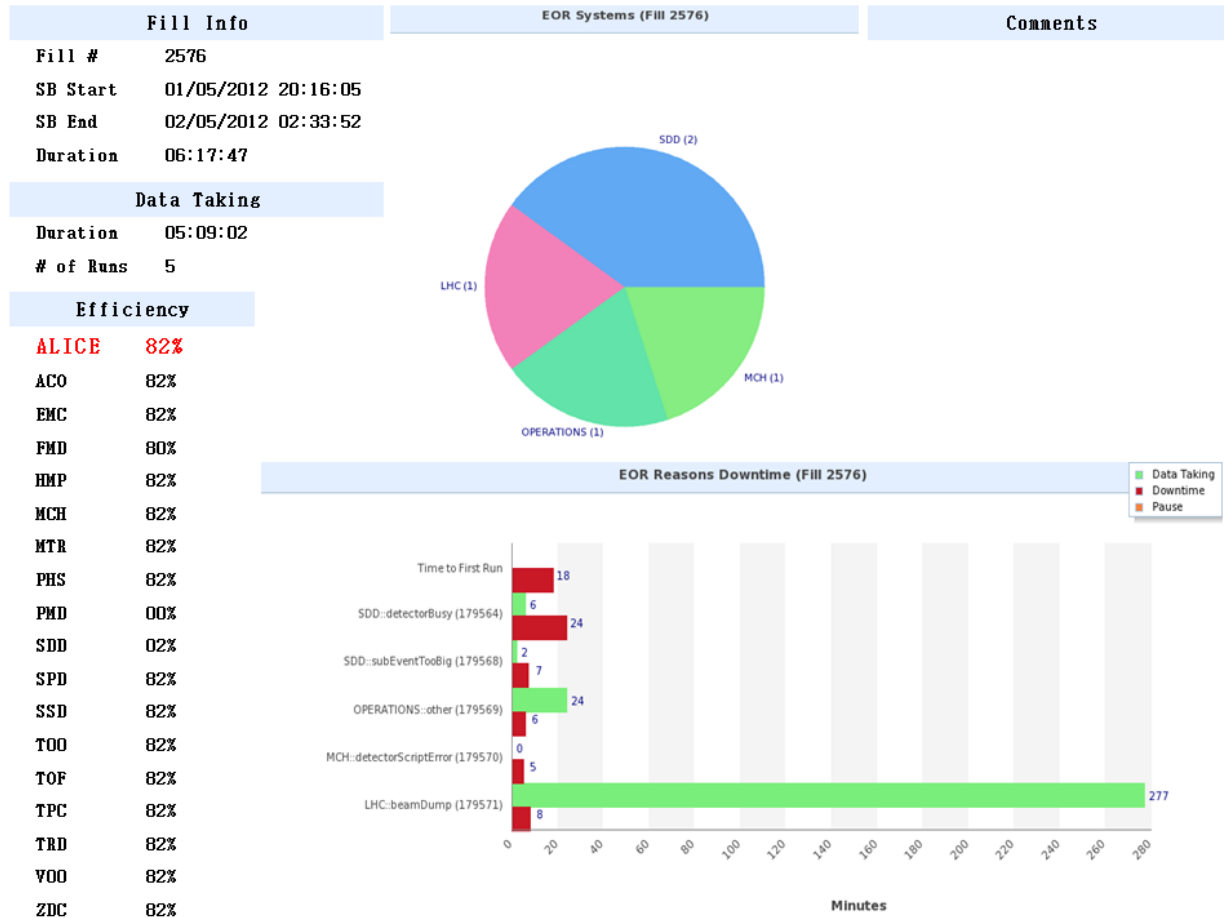 Fill Info
Fill # 2576
SB Start 01/05/2012 20:16:05
SB End 02/05/2012 02:33:52
Duration 06:17:47
Data Taking
Duration 05:09:02
# of Runs 5
Efficiency
ALICE 82%
ACO 82%
EMC 82%
FMD 80%
HMP 82%
MCH 82%
MTR 82%
PHS 82%
PMD 00%
SDD 02%
SPD 82%
SSD 82%
T00 82%
TOF 82%
TPC 82%
TRD 82%
V00 82%
ZDC 82%
EOR Systems (Fill 2576)
SDD (2)
LHC (1)
MCH (1)
OPERATIONS (1)
Comments
EOR Reasons Downtime (Fill 2576)
Data Taking
Downtime
Pause
Time to First Run
18
SDD::detectorBusy (179564)
6
24
SDD::subEventTooBig (179568)
2
7
OPERATIONS::other (179569)
24
6
MCH::detectorScriptError (179570)
0
5
LHC::beamDump (179571)
277
8
0 20 40 60 80 100 120 140 160 180 200 220 240 260 280
Minutes